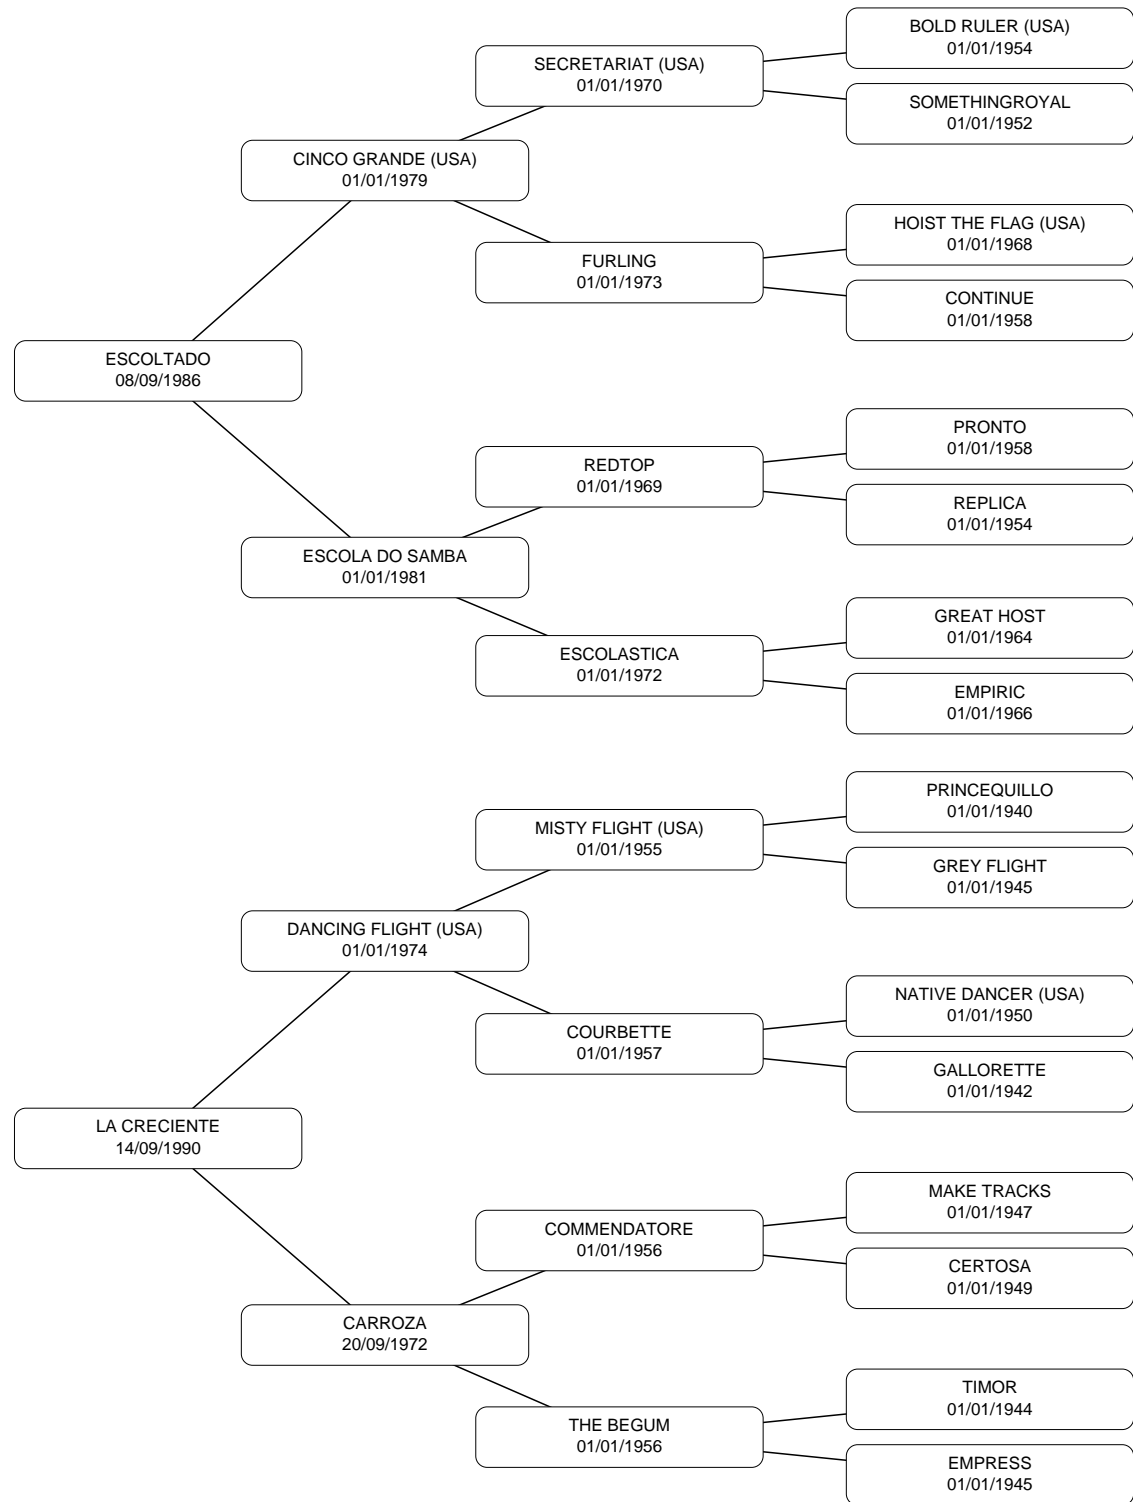 BOLD RULER (USA)
01/01/1954
SECRETARIAT (USA)
01/01/1970
SOMETHINGROYAL
01/01/1952
CINCO GRANDE (USA)
01/01/1979
HOIST THE FLAG (USA)
01/01/1968
FURLING
01/01/1973
CONTINUE
01/01/1958
ESCOLTADO
08/09/1986
PRONTO
01/01/1958
REDTOP
01/01/1969
REPLICA
01/01/1954
ESCOLA DO SAMBA
01/01/1981
GREAT HOST
01/01/1964
ESCOLASTICA
01/01/1972
EMPIRIC
01/01/1966
PRINCEQUILLO
01/01/1940
MISTY FLIGHT (USA)
01/01/1955
GREY FLIGHT
01/01/1945
DANCING FLIGHT (USA)
01/01/1974
NATIVE DANCER (USA)
01/01/1950
COURBETTE
01/01/1957
GALLORETTE
01/01/1942
LA CRECIENTE
14/09/1990
MAKE TRACKS
01/01/1947
COMMENDATORE
01/01/1956
CERTOSA
01/01/1949
CARROZA
20/09/1972
TIMOR
01/01/1944
THE BEGUM
01/01/1956
EMPRESS
01/01/1945